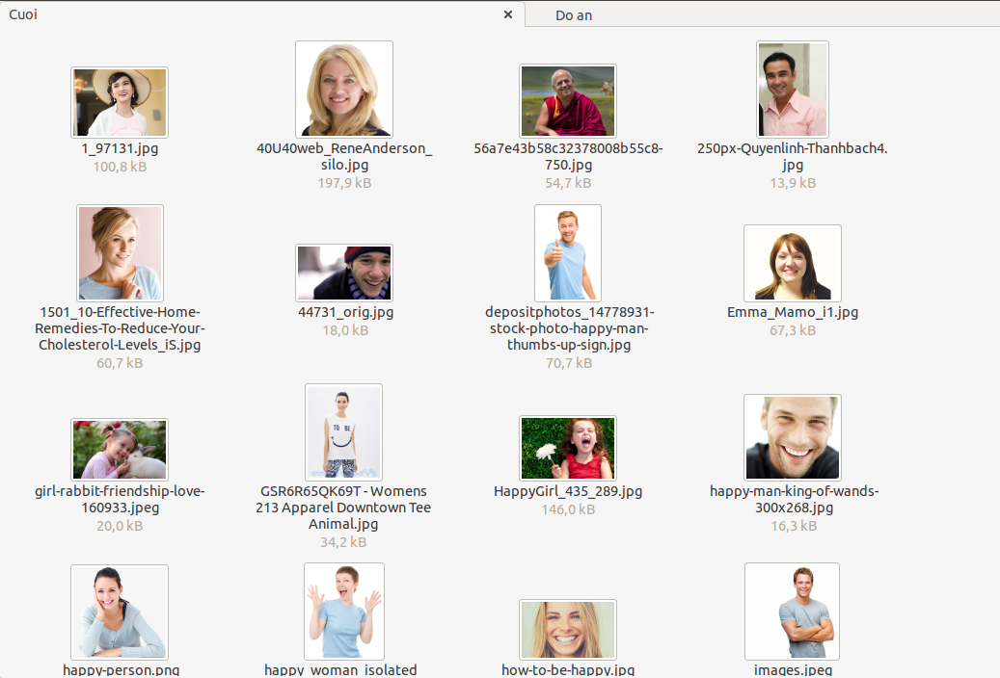 Cuoi
Do an
1_97131.jpg
100,8 kB
40U40web_ReneAnderson_
silo.jpg
197,9 kB
56a7e43b58c32378008b55c8-
750.jpg
54,7 kB
250px-Quyenlinh-Thanhbach4.
jpg
13,9 kB
1501_10-Effective-Home-
Remedies-To-Reduce-Your-
Cholesterol-Levels_iS.jpg
60,7 kB
44731_orig.jpg
18,0 kB
depositphotos_14778931-
stock-photo-happy-man-
thumbs-up-sign.jpg
70,7 kB
Emma_Mamo_i1.jpg
67,3 kB
girl-rabbit-friendship-love-
160933.jpeg
20,0 kB
TO BE
GSR6R65QK69T - Womens
213 Apparel Downtown Tee
Animal.jpg
34,2 kB
HappyGirl_435_289.jpg
146,0 kB
happy-man-king-of-wands-
300x268.jpg
16,3 kB
happy-person.png
happy_woman_isolated
how-to-be-happy.jpg
images.jpeg